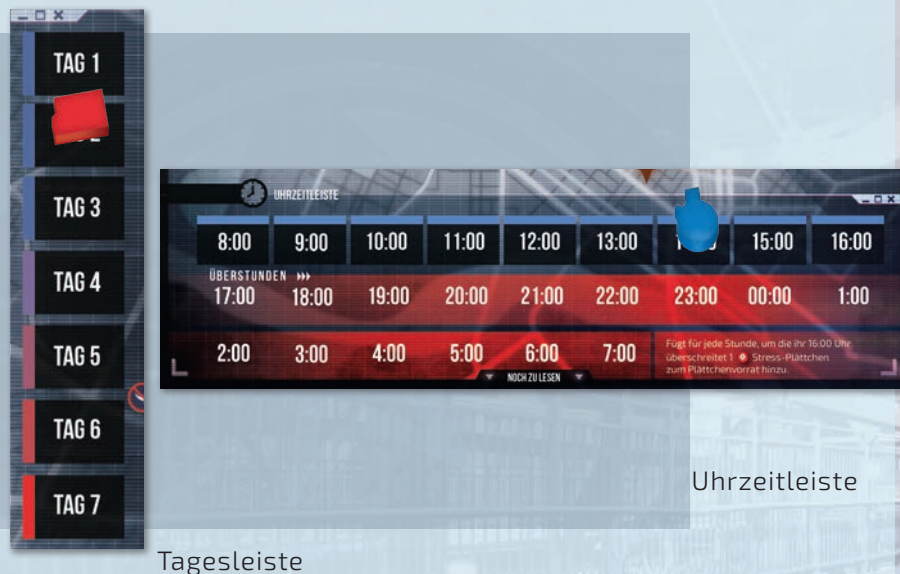 TAG 1
TAG 3
TAG 4
TAG 5
TAG 6
TAG 7
Tagesleiste
UHRZEITLEISTE
8:00 9:00 10:00 11:00 12:00 13:00 15:00 16:00
ÜBERSTUNDEN
17:00 18:00 19:00 20:00 21:00 22:00 23:00 00:00 1:00
2:00 3:00 4:00 5:00 6:00 7:00
Fügt für jede Stunde, um die ihr 16:00 Uhr
überschreitet 1 Stress-Plättchen
zum Plättchenvorrat hinzu.
NOCH ZU LESEN
Uhrzeitleiste